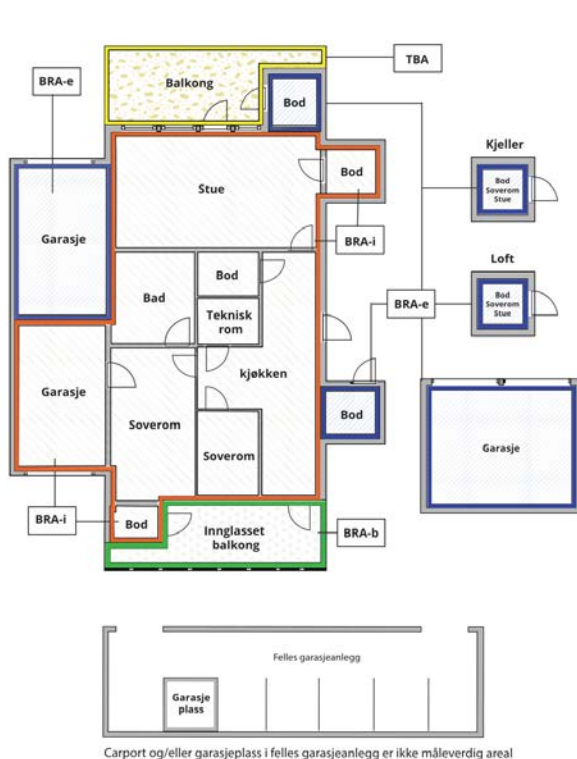 TBA
BRA-e
Balkong
Bod
Kjeller
Bod
Soverom
Stue
Stue
Bod
Garasje
BRA-i
Loft
Bod
Soverom
Stue
Bod
Bad
Teknisk
rom
BRA-e
Garasje
kjøkken
Bod
Soverom
Soverom
Garasje
BRA-i
Bod
Innglasset
balkong
BRA-b
Felles garasjeanlegg
Garasje
plass
Carport og/eller garasjeplass i felles garasjeanlegg er ikke måleverdig areal